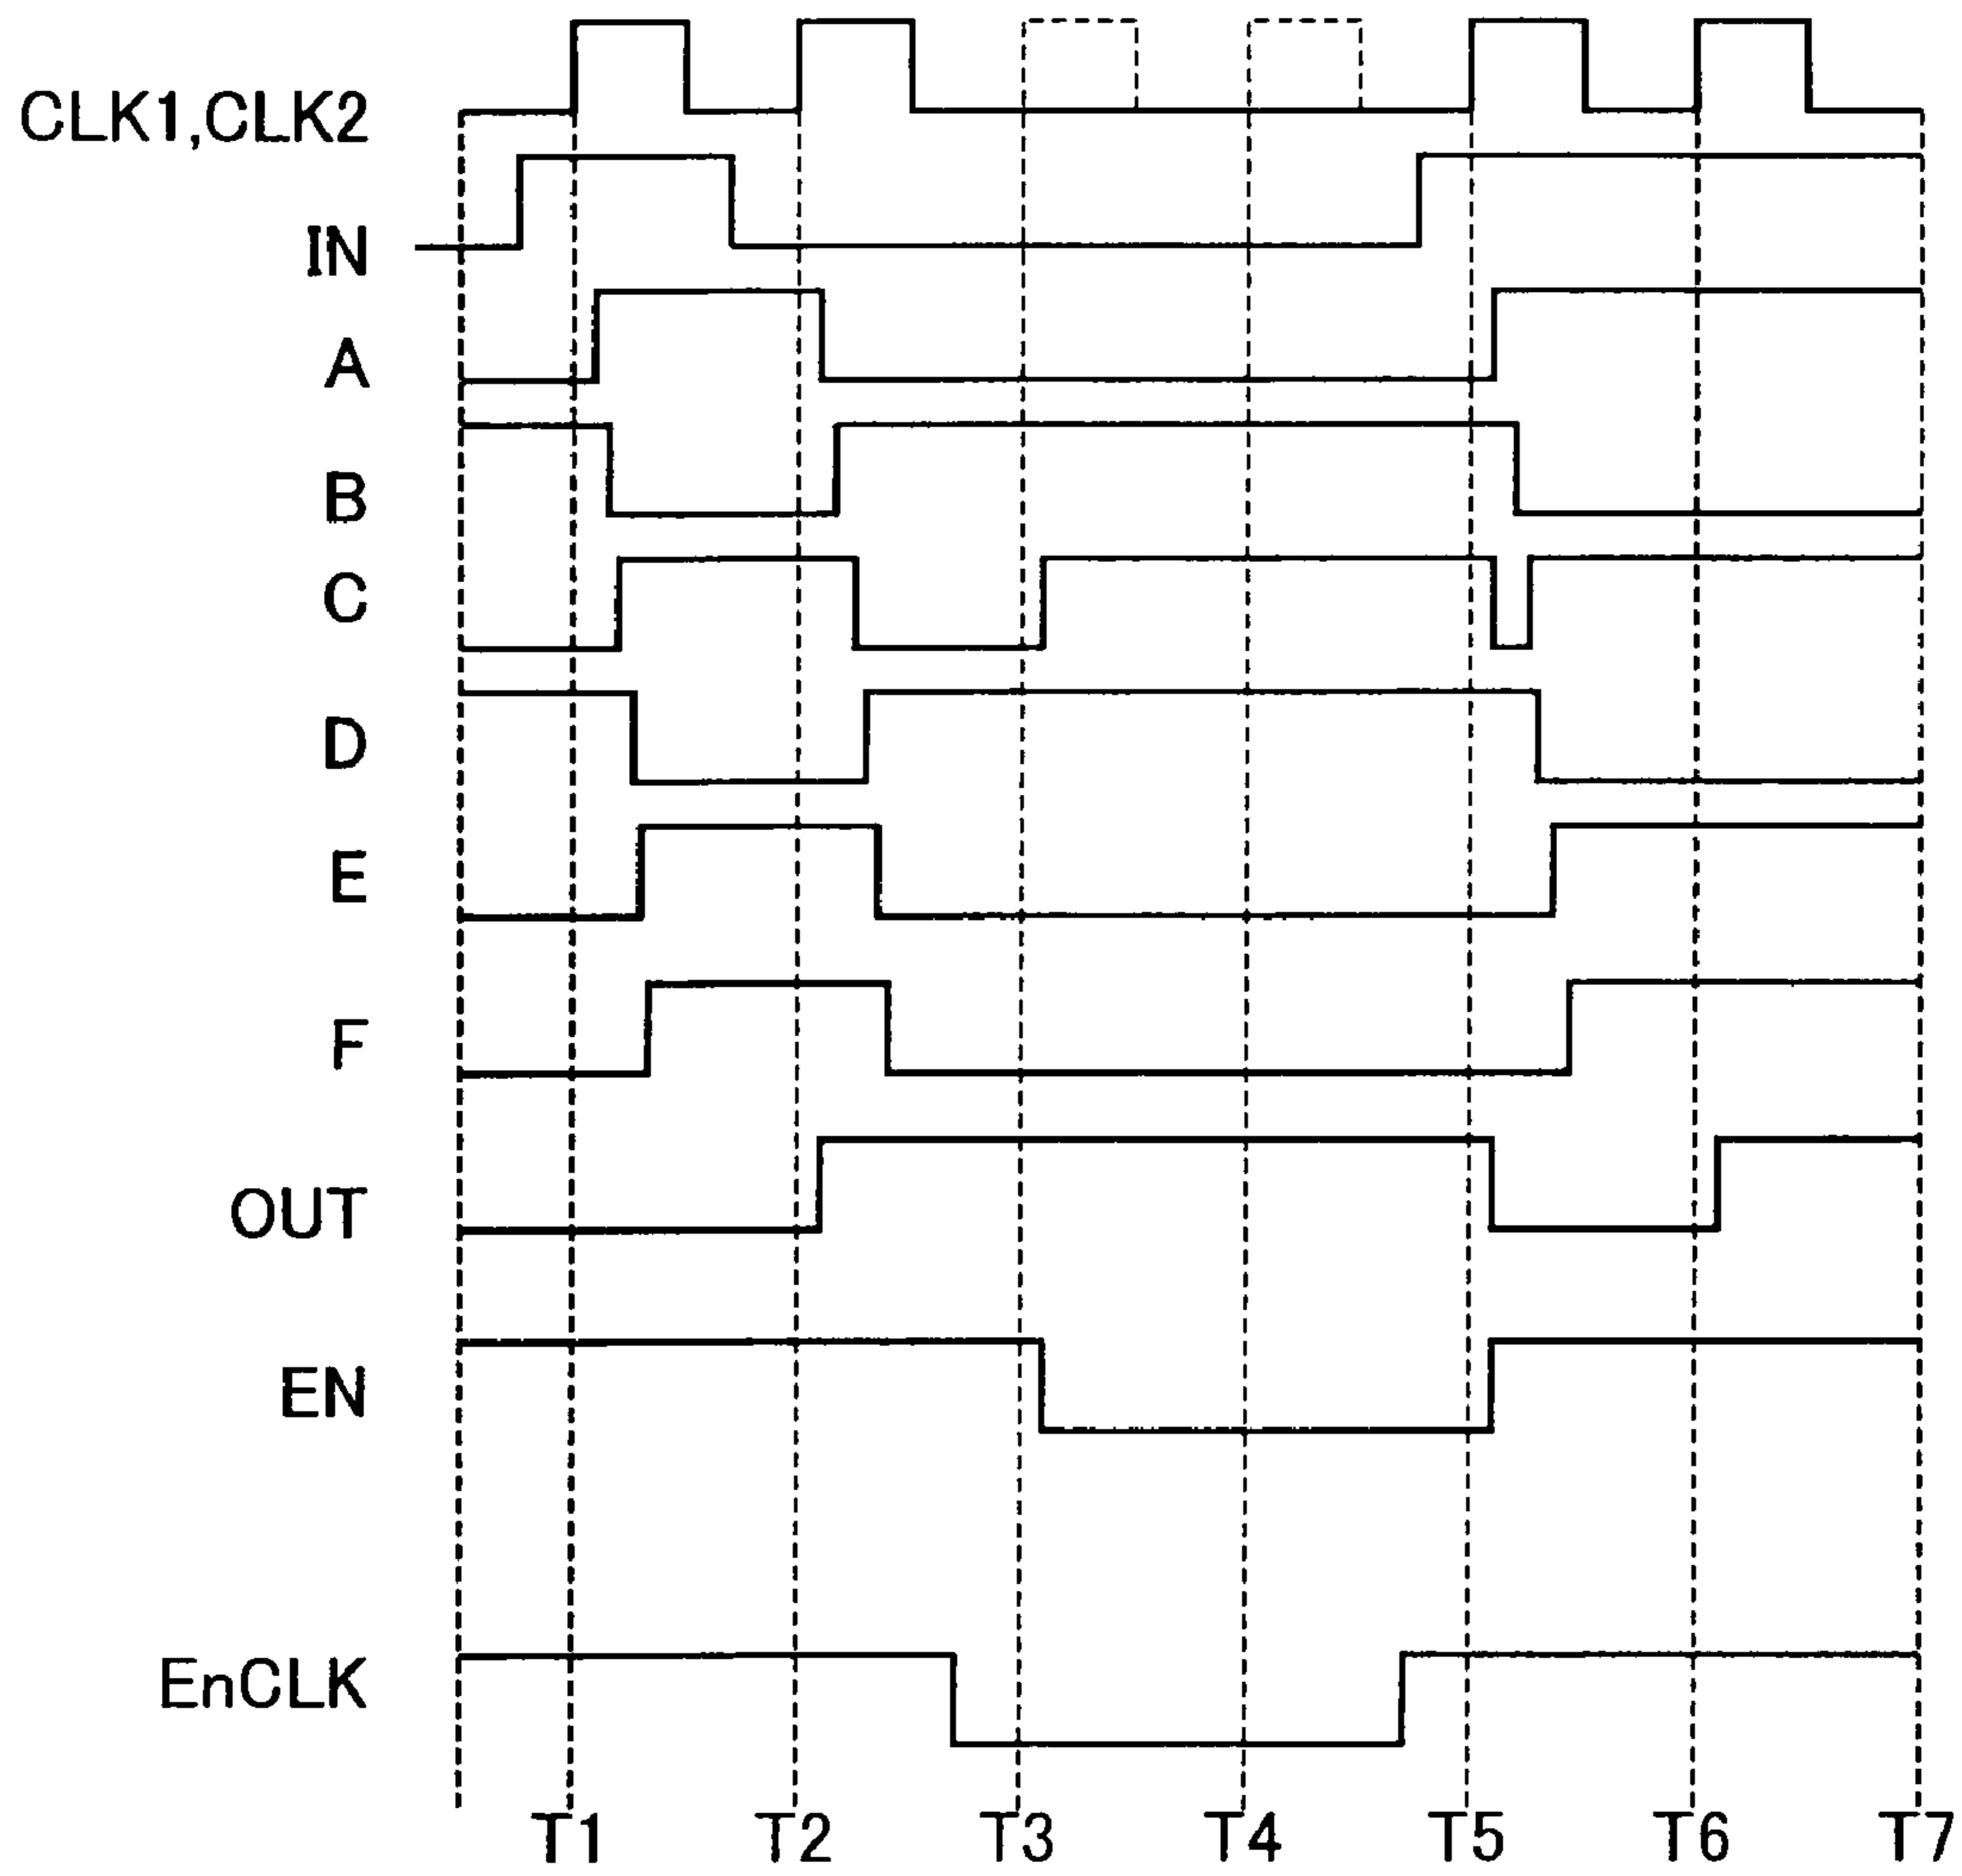 CLK1,CLK2
IN
A
B
C
D
E
F
OUT
EN
EnCLK
T1 T2 T3 T4 T5 T6 T7